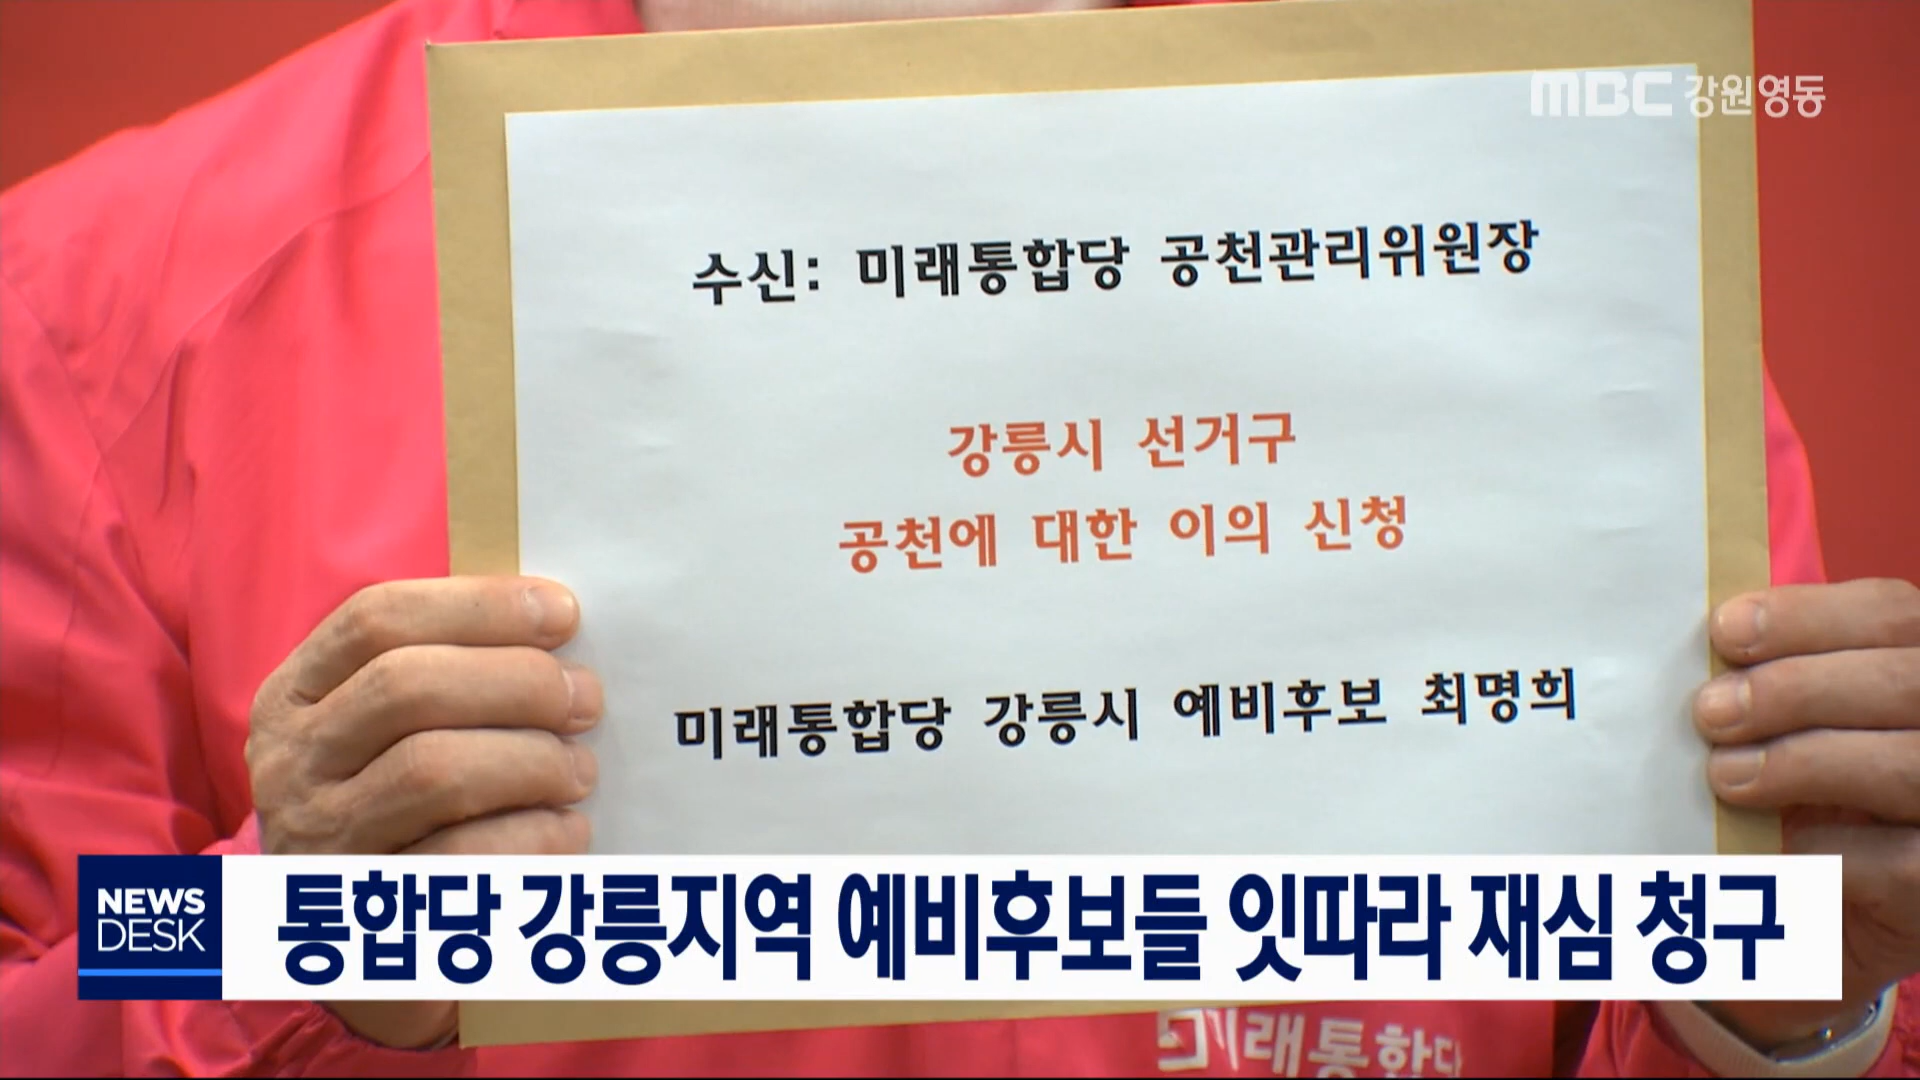 MBC 강원영동
수신: 미래통합당 공천관리위원장
강릉시 선거구
공천에 대한 이의 신청
미래통합당 강릉시 예비후보 최명희
NEWS
DESK
통합당 강릉지역 예비후보들 잇따라 재심 청구
미래통합당